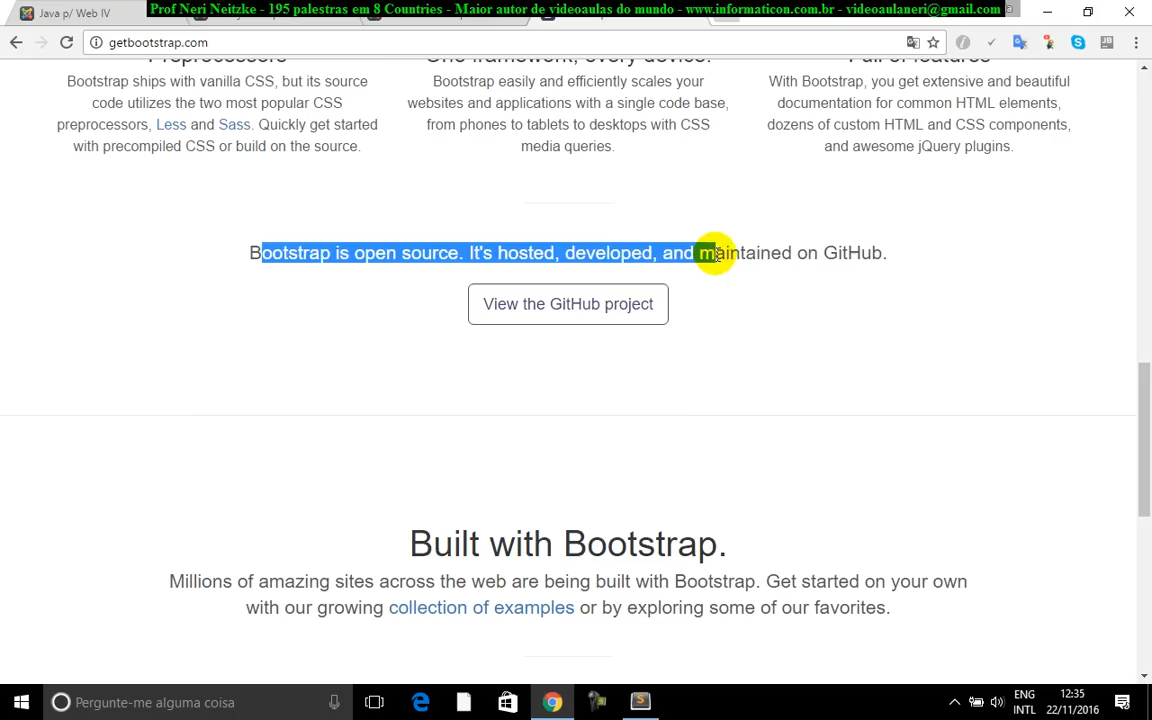 Java p/ Web IV
Prof Neri Neitzke - 195 palestras em 8 Countries - Maior autor de videoaulas do mundo - www.informaticon.com.br - videoaulaneri@gmail.com
getbootstrap.com
Preprocessors
One framework, every device.
Full of features
Bootstrap ships with vanilla CSS, but its source
code utilizes the two most popular CSS
preprocessors, Less and Sass. Quickly get started
with precompiled CSS or build on the source.
Bootstrap easily and efficiently scales your
websites and applications with a single code base,
from phones to tablets to desktops with CSS
media queries.
With Bootstrap, you get extensive and beautiful
documentation for common HTML elements,
dozens of custom HTML and CSS components,
and awesome jQuery plugins.
Bootstrap is open source. It's hosted, developed, and maintained on GitHub.
View the GitHub project
Built with Bootstrap.
Millions of amazing sites across the web are being built with Bootstrap. Get started on your own
with our growing collection of examples or by exploring some of our favorites.
Pergunte-me alguma coisa
ENG
INTL
12:35
22/11/2016